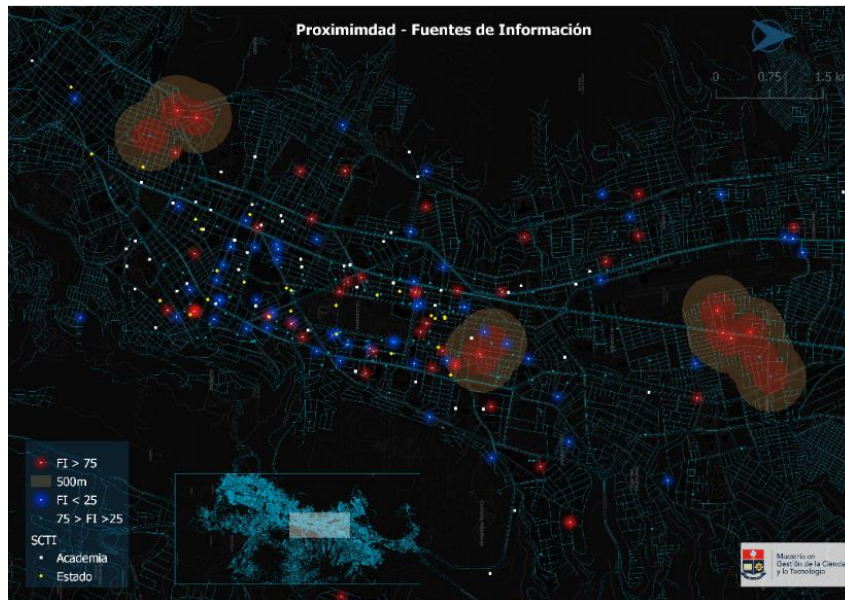 Proximimdad - Fuentes de Información
0 0.75 1.5 k
FI > 75
500m
FI < 25
75 > FI >25
SCTI
Academia
Estado
Maestría en
Gestión de la Ciencia
y la Tecnología